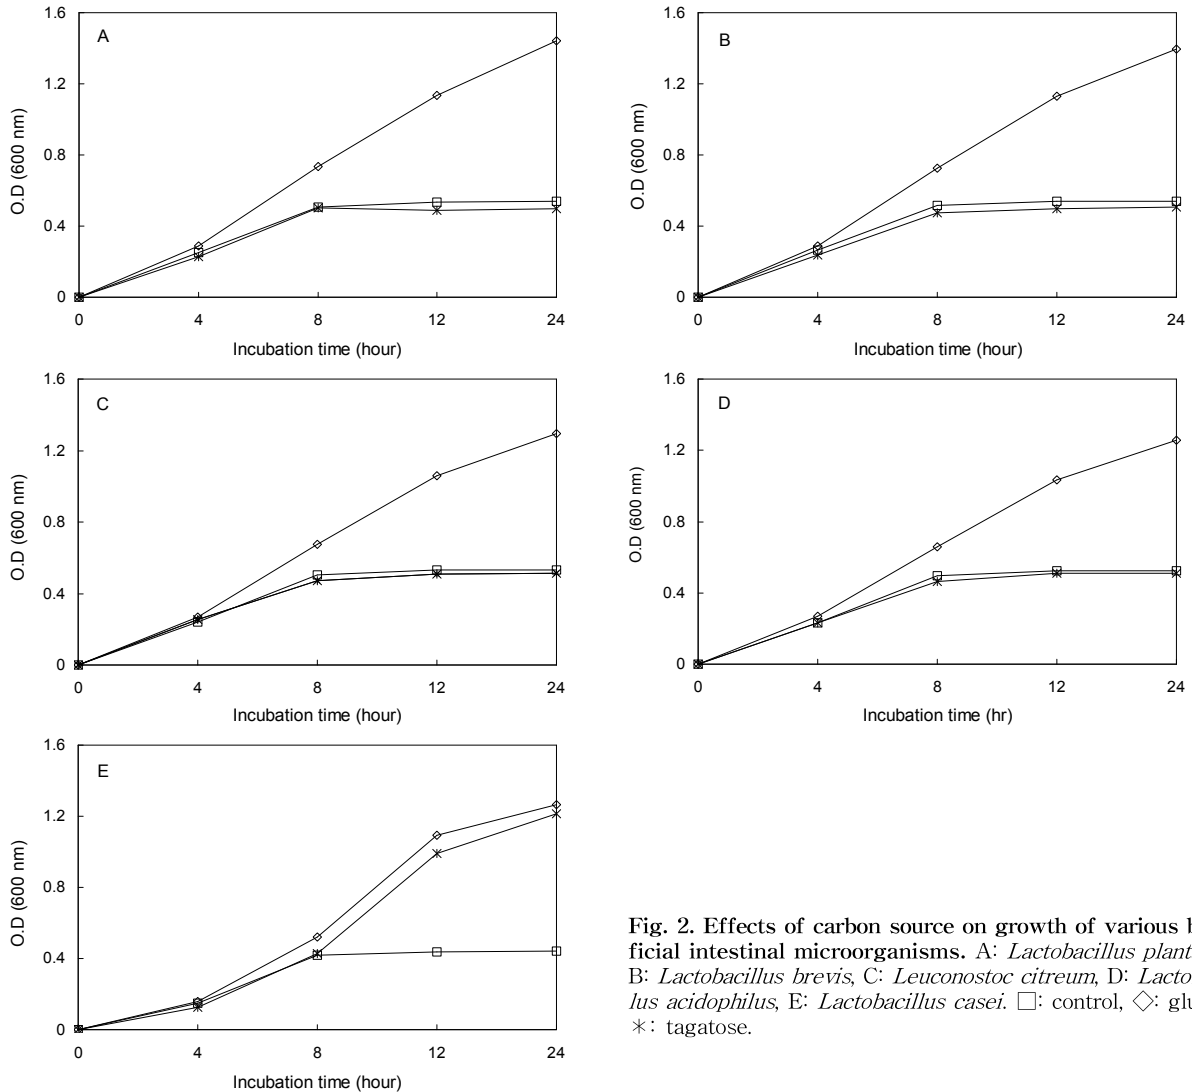 1.6
A
1.2
0.8
0.4
0
O.D (600 nm)
0 4 8 12 24
Incubation time (hour)
1.6
B
1.2
0.8
0.4
0
O.D (600 nm)
0 4 8 12 24
Incubation time (hour)
1.6
C
1.2
0.8
0.4
0
O.D (600 nm)
0 4 8 12 24
Incubation time (hour)
1.6
D
1.2
0.8
0.4
0
O.D (600 nm)
0 4 8 12 24
Incubation time (hr)
1.6
E
1.2
0.8
0.4
0
O.D (600 nm)
0 4 8 12 24
Incubation time (hour)
Fig. 2. Effects of carbon source on growth of various
ficial intestinal microorganisms. A: Lactobacillus
B: Lactobacillus brevis, C: Leuconostoc citreum, D:
lus acidophilus, E: Lactobacillus casei. □: control, ◇:
＊: tagatose.